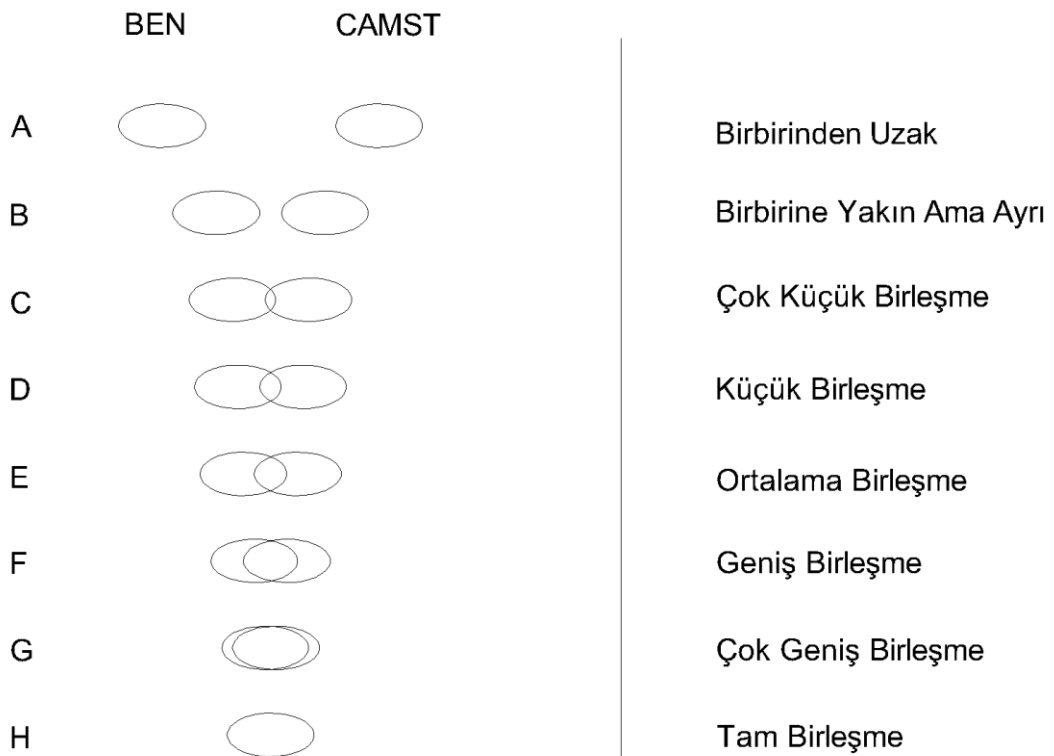 BEN CAMST
A Birbirinden Uzak
B Birbirine Yakın Ama Ayrı
C Çok Küçük Birleşme
D Küçük Birleşme
E Ortalama Birleşme
F Geniş Birleşme
G Çok Geniş Birleşme
H Tam Birleşme